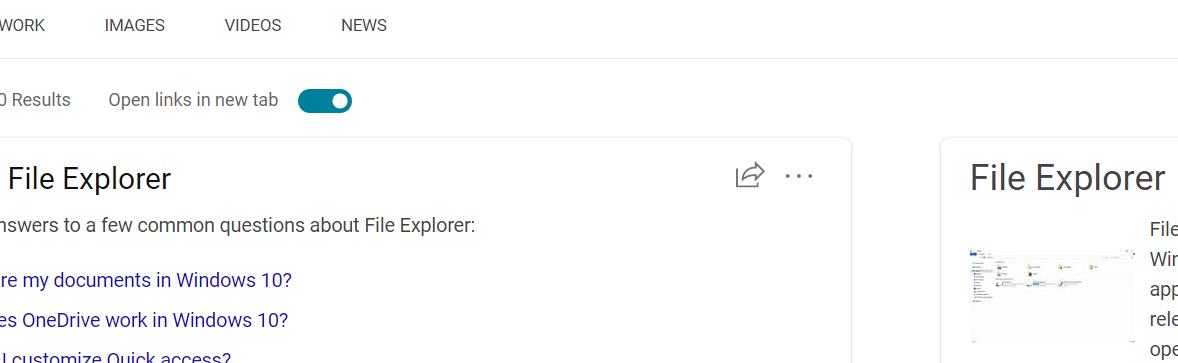 WORK IMAGES VIDEOS NEWS
0 Results Open links in new tab
File Explorer
nswers to a few common questions about File Explorer:
re my documents in Windows 10?
es OneDrive work in Windows 10?
I customize Quick access?
File Explorer
File
Win
app
rele
ope